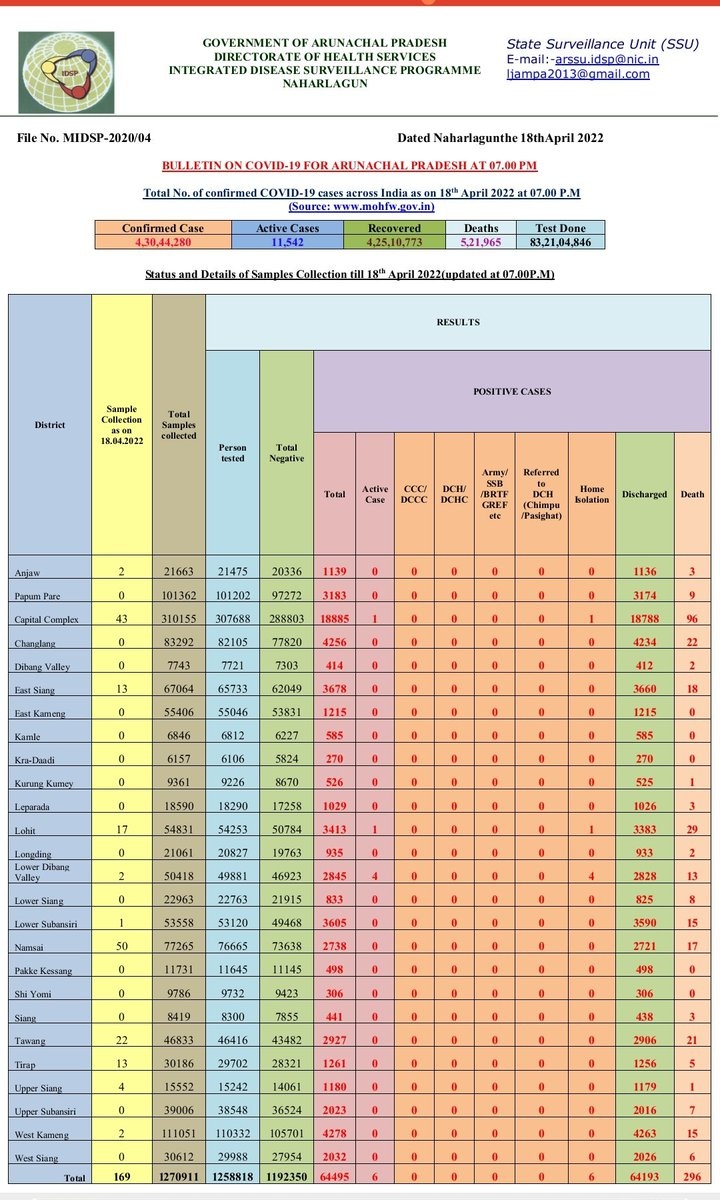 IDSP
GOVERNMENT OF ARUNACHAL PRADESH
DIRECTORATE OF HEALTH SERVICES
INTEGRATED DISEASE SURVEILLANCE PROGRAMME
NAHARLAGUN
State Surveillance Unit (SSU)
E-mail:-arssu.idsp@nic.in
ljampa2013@gmail.com
File No. MIDSP-2020/04 Dated Naharlagunthe 18thApril 2022
BULLETIN ON COVID-19 FOR ARUNACHAL PRADESH AT 07.00 PM
Total No. of confirmed COVID-19 cases across India as on 18th April 2022 at 07.00 P.M
(Source: www.mohfw.gov.in)
Confirmed Case Active Cases Recovered Deaths Test Done
4,30,44,280 11,542 4,25,10,773 5,21,965 83,21,04,846
Status and Details of Samples Collection till 18th April 2022(updated at 07.00P.M)
District
Sample
Collection
as on
18.04.2022
Total
Samples
collected
RESULTS
Person
tested
Total
Negative
POSITIVE CASES
Total
Active
Case
CCC/
DCCC
DCH/
DCHC
Army/
SSB
/BRTF
GREF
etc
Referred
to
DCH
(Chimpu
/Pasighat)
Home
Isolation
Discharged
Death
Anjaw 2 21663 21475 20336 1139 0 0 0 0 0 0 1136 3
Papum Pare 0 101362 101202 97272 3183 0 0 0 0 0 0 3174 9
Capital Complex 43 310155 307688 288803 18885 1 0 0 0 0 1 18788 96
Changlang 0 83292 82105 77820 4256 0 0 0 0 0 0 4234 22
Dibang Valley 0 7743 7721 7303 414 0 0 0 0 0 0 412 2
East Siang 13 67064 65733 62049 3678 0 0 0 0 0 0 3660 18
East Kameng 0 55406 55046 53831 1215 0 0 0 0 0 0 1215 0
Kamle 0 6846 6812 6227 585 0 0 0 0 0 0 585 0
Kra-Daadi 0 6157 6106 5824 270 0 0 0 0 0 0 270 0
Kurung Kumey 0 9361 9226 8670 526 0 0 0 0 0 0 525 1
Leparada 0 18590 18290 17258 1029 0 0 0 0 0 0 1026 3
Lohit 17 54831 54253 50784 3413 1 0 0 0 0 1 3383 29
Longding 0 21061 20827 19763 935 0 0 0 0 0 0 933 2
Lower Dibang
Valley 2 50418 49881 46923 2845 4 0 0 0 0 4 2828 13
Lower Siang 0 22963 22763 21915 833 0 0 0 0 0 0 825 8
Lower Subansiri 1 53558 53120 49468 3605 0 0 0 0 0 0 3590 15
Namsai 50 77265 76665 73638 2738 0 0 0 0 0 0 2721 17
Pakke Kessang 0 11731 11645 11145 498 0 0 0 0 0 0 498 0
Shi Yomi 0 9786 9732 9423 306 0 0 0 0 0 0 306 0
Siang 0 8419 8300 7855 441 0 0 0 0 0 0 438 3
Tawang 22 46833 46416 43482 2927 0 0 0 0 0 0 2906 21
Tirap 13 30186 29702 28321 1261 0 0 0 0 0 0 1256 5
Upper Siang 4 15552 15242 14061 1180 0 0 0 0 0 0 1179 1
Upper Subansiri 0 39006 38548 36524 2023 0 0 0 0 0 0 2016 7
West Kameng 2 111051 110332 105701 4278 0 0 0 0 0 0 4263 15
West Siang 0 30612 29988 27954 2032 0 0 0 0 0 0 2026 6
Total 169 1270911 1258818 1192350 64495 6 0 0 0 0 6 64193 296